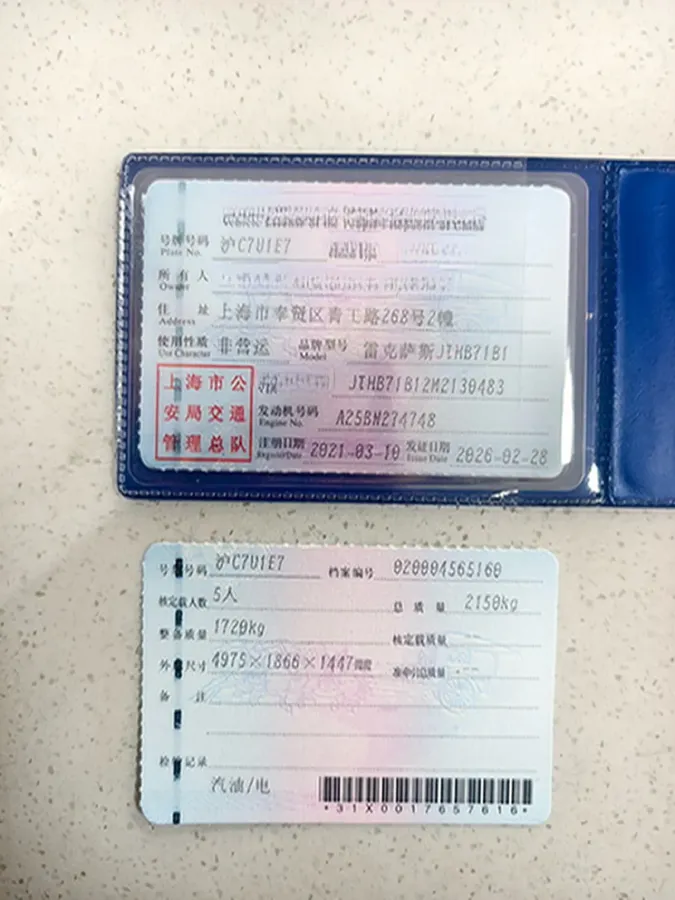 号牌号码 沪C7U1E7
Plate No.
所有人
Owner
住 址 上海市奉贤区青工路268号2幢
Address
使用性质 非营运 品牌型号 雷克萨斯JTHB71B1
Use Character Model
上海市公安局交通管理总队
VIN JTHB71B12M2130483
发动机号码 A25BN274748
Engine No.
注册日期 2021-03-10 发证日期 2026-02-28
Register Date Issue Date
号牌号码 沪C7U1E7 档案编号 020004565160
核定载人数 5人 总质量 2150kg
整备质量 1720kg 核定载质量 --
外廓尺寸 4975×1866×1447 准牵引总质量 --
备 注
检验记录
汽油/电
*31X0017657616*